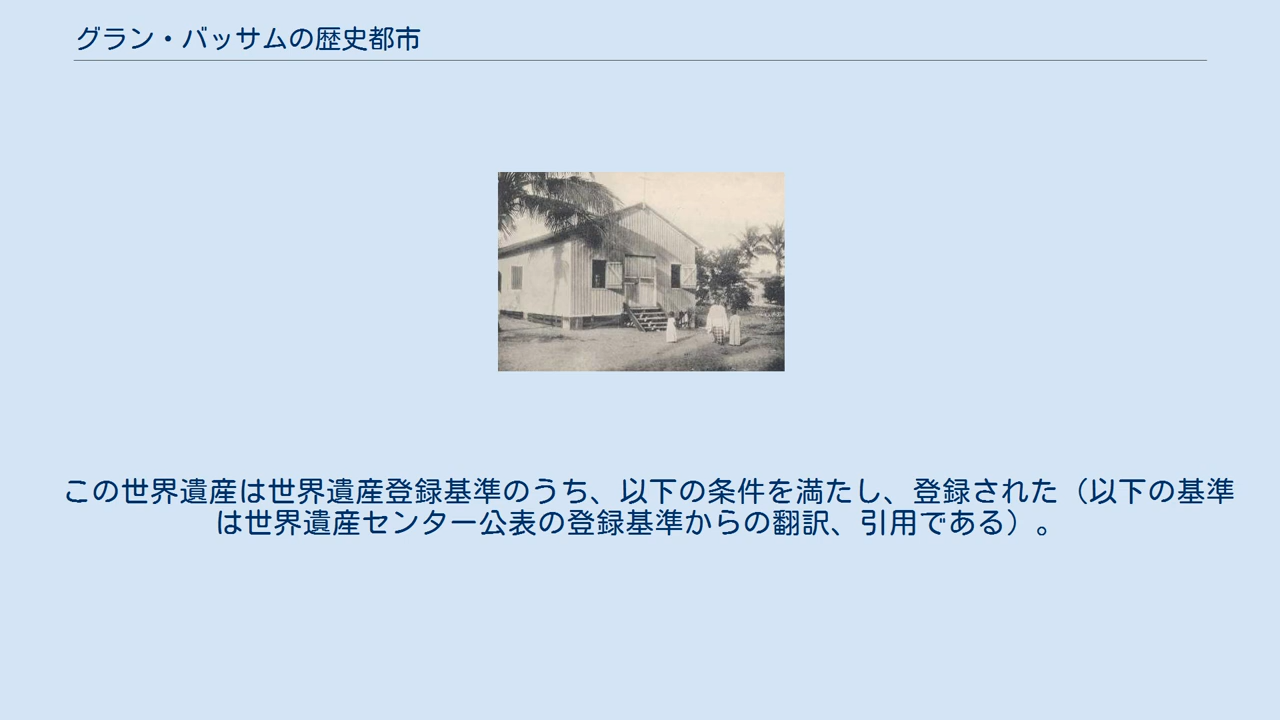 グラン・バッサムの歴史都市
この世界遺産は世界遺産登録基準のうち、以下の条件を満たし、登録された（以下の基準
は世界遺産センター公表の登録基準からの翻訳、引用である）。